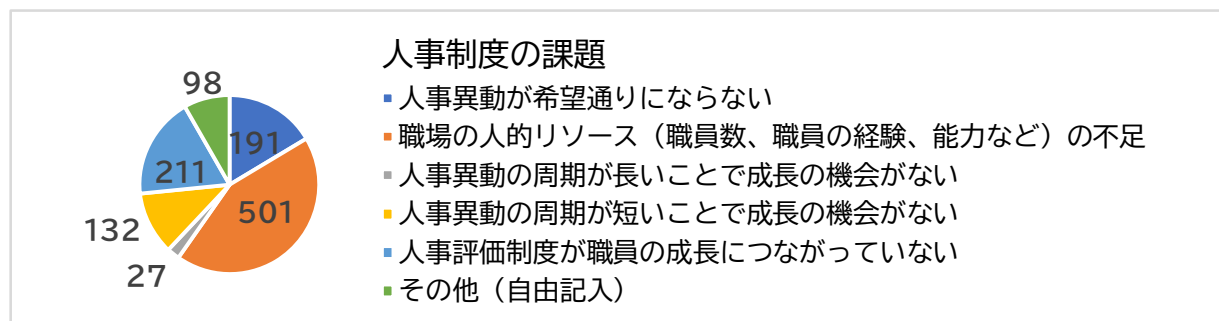 人事制度の課題
人事異動が希望通りにならない
職場の人的リソース（職員数、職員の経験、能力など）の不足
人事異動の周期が長いことで成長の機会がない
人事異動の周期が短いことで成長の機会がない
人事評価制度が職員の成長につながっていない
その他（自由記入）
98
191
211
501
132
27